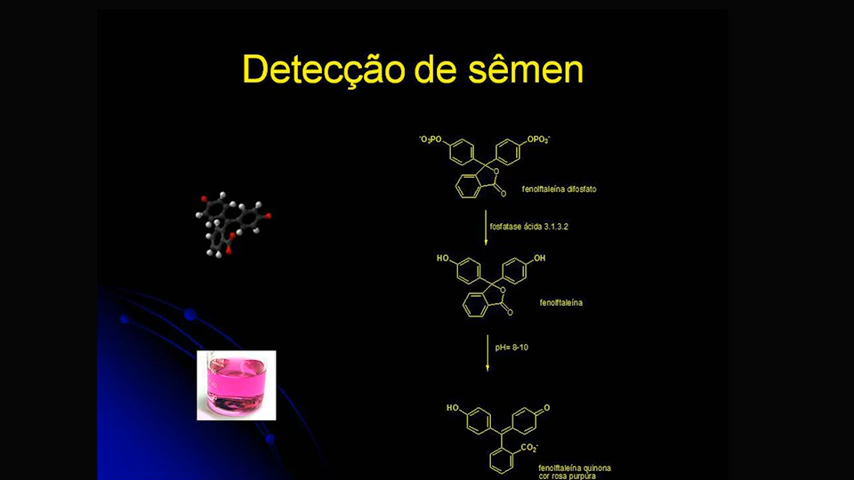 Detecção de sêmen
-O3PO
OPO3-
O
O
fenolftaleína difosfato
fosfatase ácida 3.1.3.2
HO
OH
O
O
fenolftaleína
pH= 8-10
HO
O
CO2-
fenolftaleína quinona
cor rosa purpura